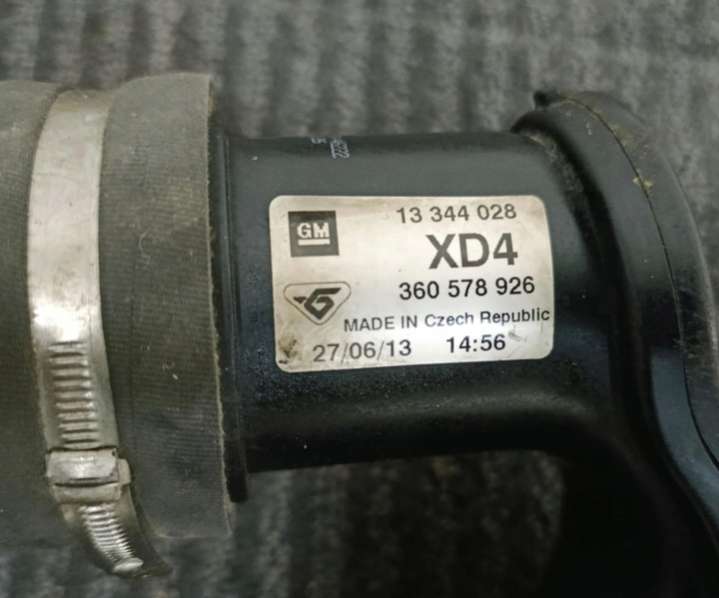 GM
13 344 028
XD4
360 578 926
MADE IN Czech Republic
27/06/13 14:56